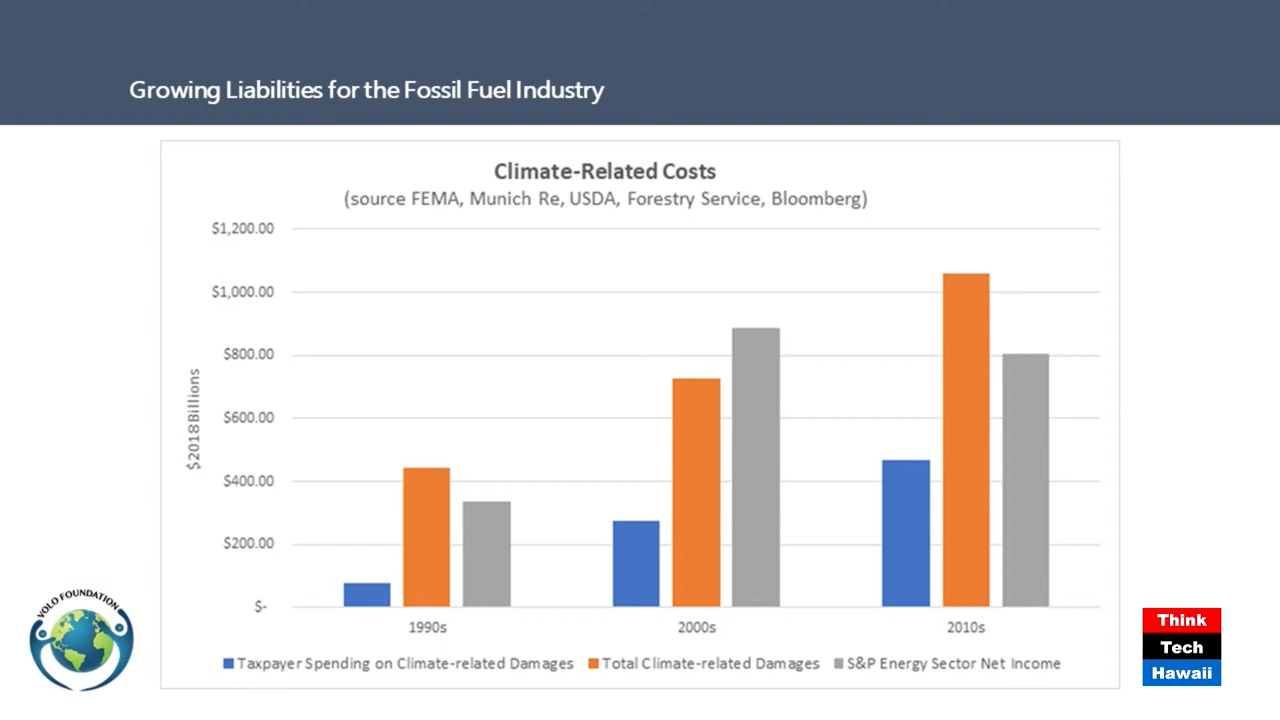 Growing Liabilities for the Fossil Fuel Industry
Climate-Related Costs
(source FEMA, Munich Re, USDA, Forestry Service, Bloomberg)
$1,200.00
$1,000.00
$800.00
$600.00
$400.00
$200.00
$-
$2018Billions
1990s
2000s
2010s
Taxpayer Spending on Climate-related Damages
Total Climate-related Damages
S&P Energy Sector Net Income
VOLO FOUNDATION
Think
Tech
Hawaii